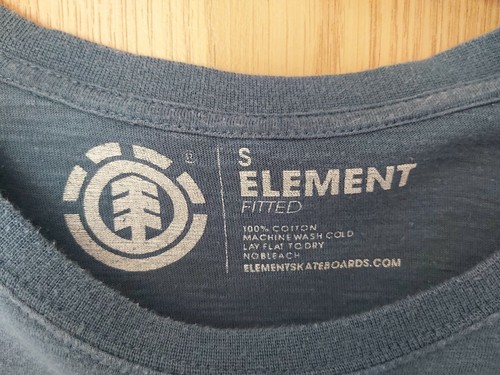 S
ELEMENT
FITTED
100% COTTON
MACHINE WASH COLD
LAY FLAT TO DRY
NO BLEACH
ELEMENTSKATEBOARDS.COM